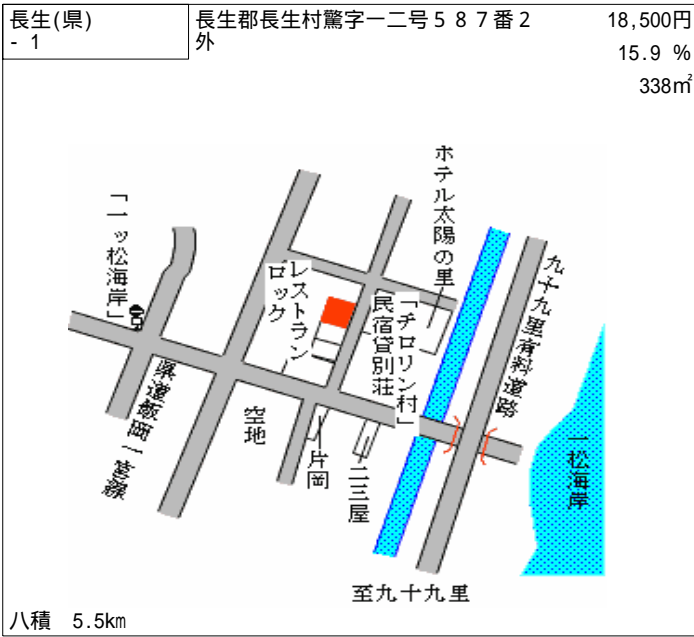 長生(県)
- 1
長生郡長生村驚字一二号５８７番２
外
18,500円
15.9 %
338㎡
ホテル太陽の里
「一ッ松海岸」
レストラン
ロック
「チロリン村」
民宿貸別荘
九十九里有料道路
県道飯岡一宮線
空地
片岡
二三屋
一松海岸
至九十九里
八積 5.5km